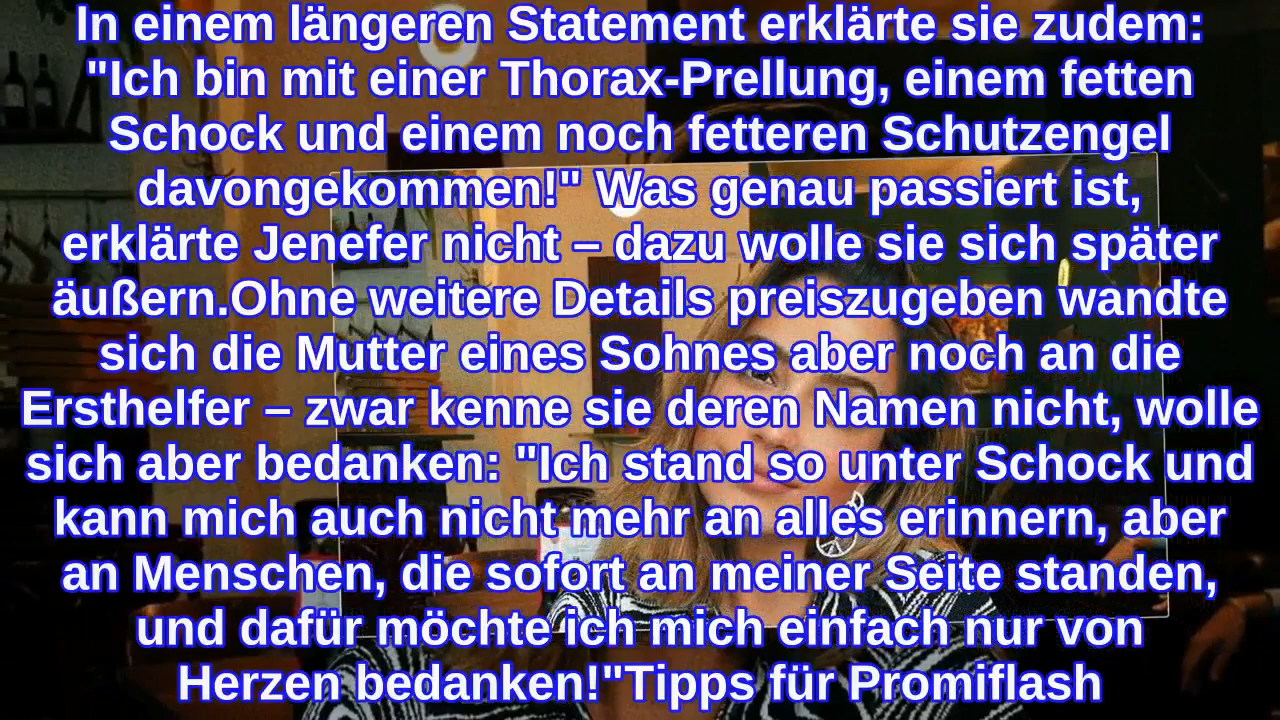 In einem längeren Statement erklärte sie zudem:
"Ich bin mit einer Thorax-Prellung, einem fetten
Schock und einem noch fetteren Schutzengel
davongekommen!" Was genau passiert ist,
erklärte Jenefer nicht – dazu wolle sie sich später
äußern.Ohne weitere Details preiszugeben wandte
sich die Mutter eines Sohnes aber noch an die
Ersthelfer – zwar kenne sie deren Namen nicht, wolle
sich aber bedanken: "Ich stand so unter Schock und
kann mich auch nicht mehr an alles erinnern, aber
an Menschen, die sofort an meiner Seite standen,
und dafür möchte ich mich einfach nur von
Herzen bedanken!"Tipps für Promiflash